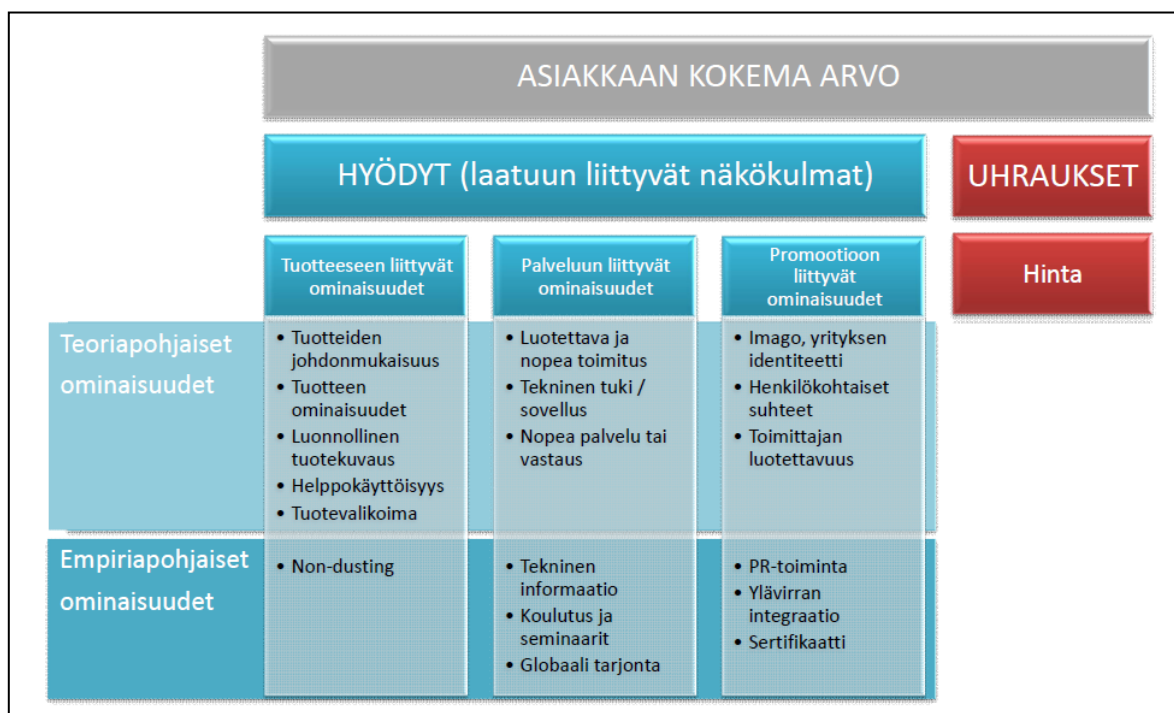 ASIAKKAAN KOKEMA ARVO
HYÖDYT (laatuun liittyvät näkökulmat)
UHRAUKSET
Tuotteeseen liittyvät
ominaisuudet
Palveluun liittyvät
ominaisuudet
Promootioon
liittyvät
ominaisuudet
Hinta
Teoriapohjaiset
ominaisuudet
• Tuotteiden
johdonmukaisuus
• Tuotteen
ominaisuudet
• Luonnollinen
tuotekuvaus
• Helppokäyttöisyys
• Tuotevalikoima
• Luotettava ja
nopea toimitus
• Tekninen tuki /
sovellus
• Nopea palvelu tai
vastaus
• Imago, yrityksen
identiteetti
• Henkilökohtaiset
suhteet
• Toimittajan
luotettavuus
Empiriapohjaiset
ominaisuudet
• Non-dusting
• Tekninen
informaatio
• Koulutus ja
seminaarit
• Globaali tarjonta
• PR-toiminta
• Ylävirran
integraatio
• Sertifikaatti